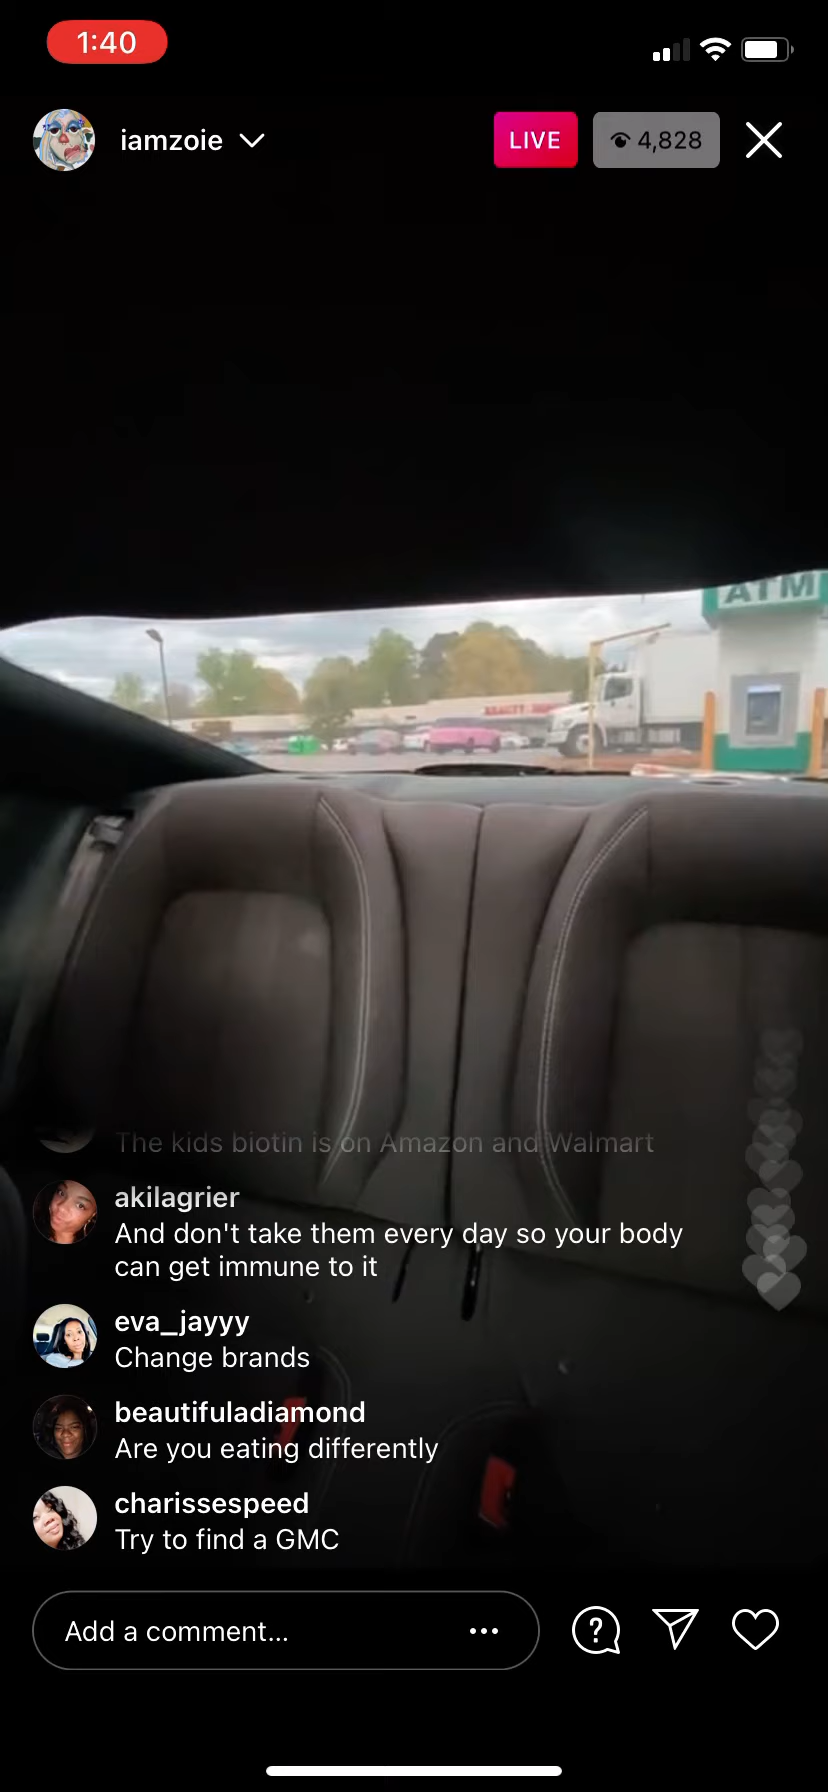 1:40
iamzoie
LIVE
4,828
ATM
The kids biotin is on Amazon and Walmart
akilagrier
And don't take them every day so your body
can get immune to it
eva_jayyy
Change brands
beautifuladiamond
Are you eating differently
charissespeed
Try to find a GMC
Add a comment...